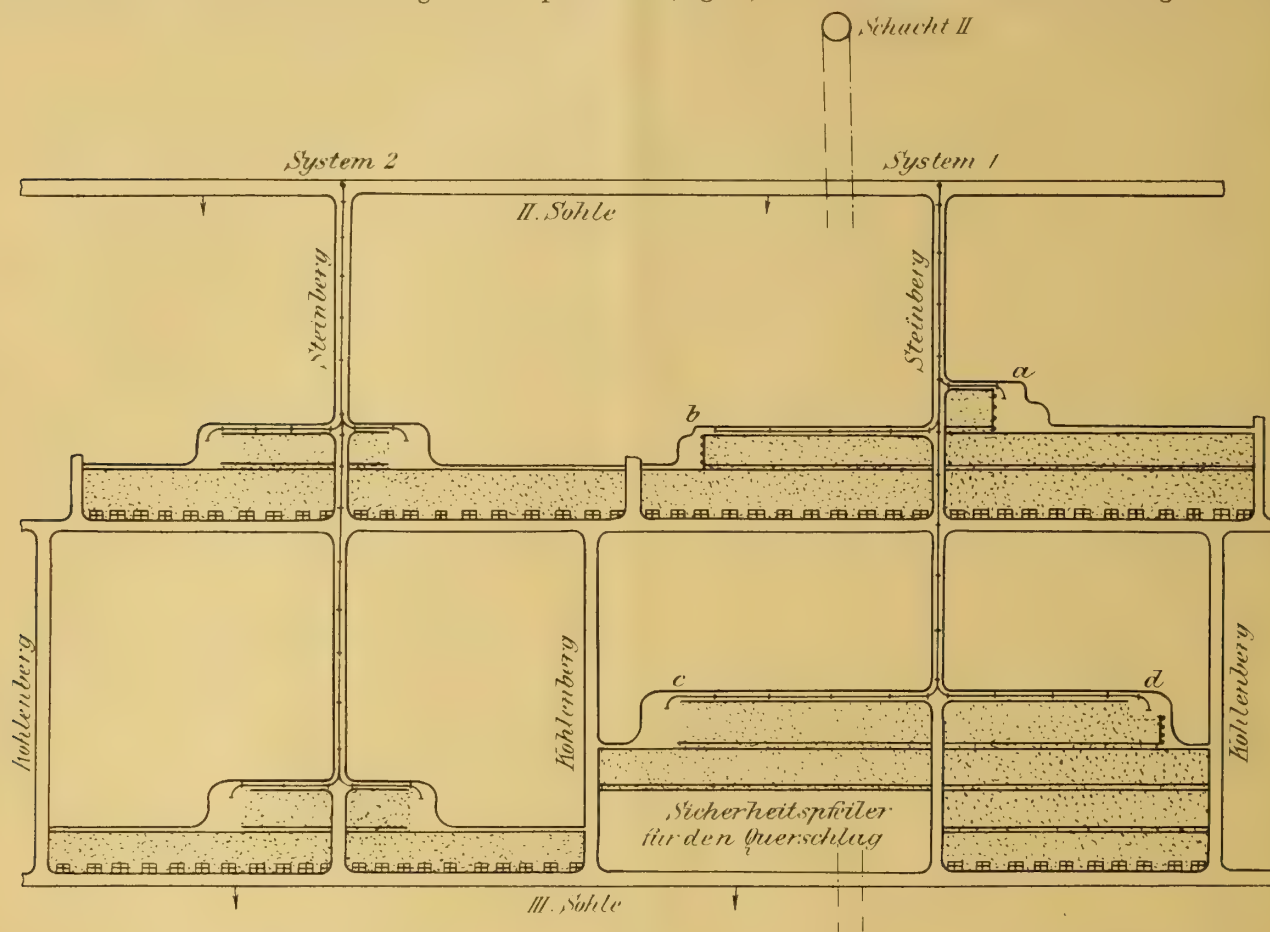 Schacht II
System 2
System 1
II. Sohle
Steinberg
Steinberg
a
b
Kohlenberg
Kohlenberg
c
d
Kohlenberg
Sicherheitspfeiler
für den Querschlag
III. Sohle